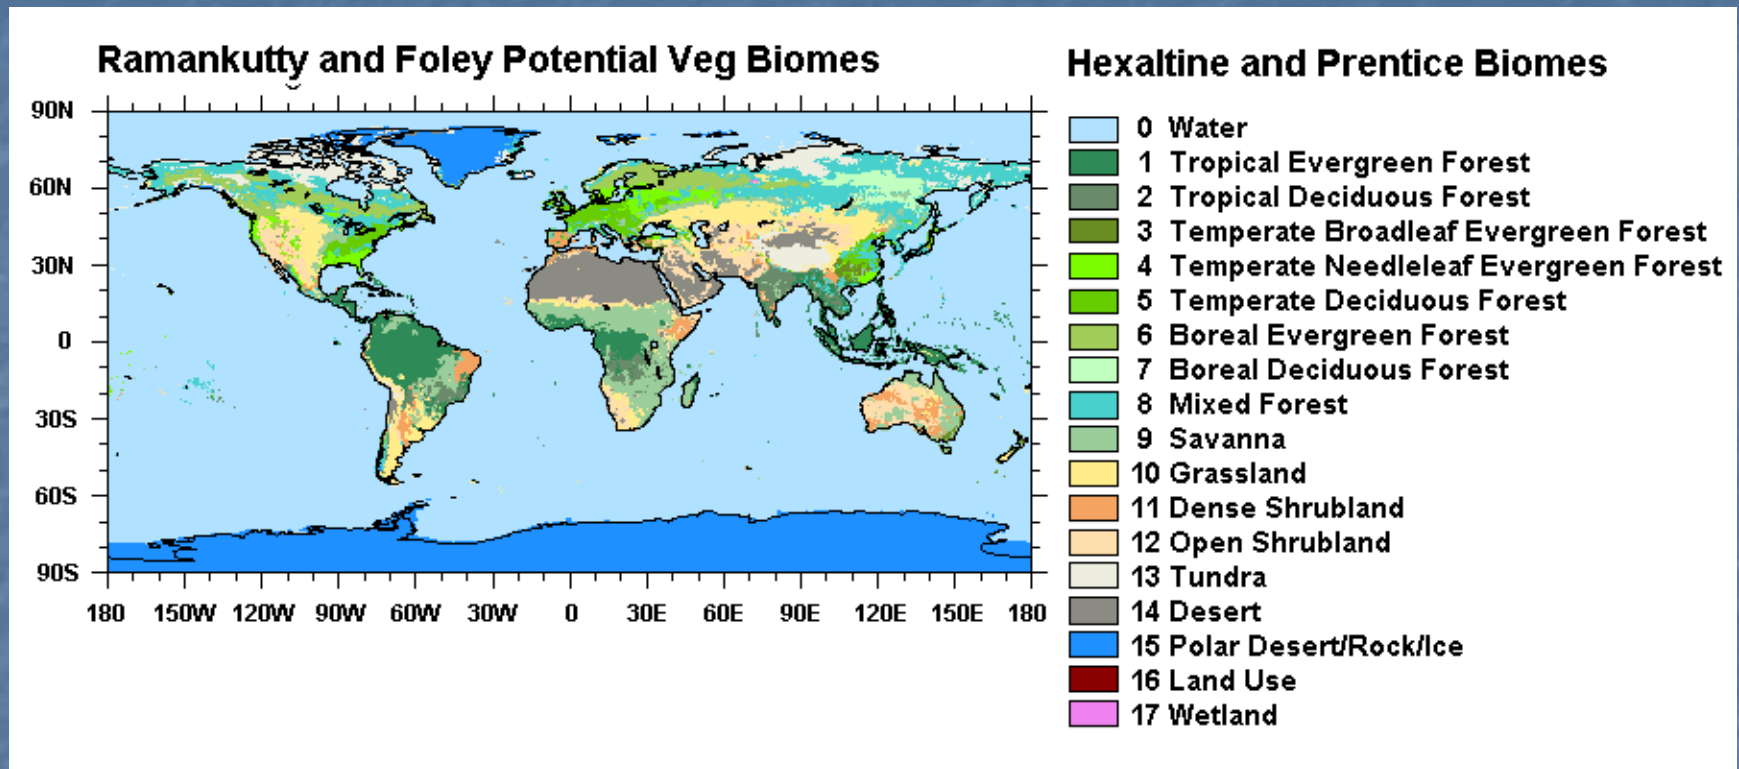 Ramankutty and Foley Potential Veg Biomes
90N
60N
30N
0
30S
60S
90S
180 150W 120W 90W 60W 30W 0 30E 60E 90E 120E 150E 180
Hexaltine and Prentice Biomes
0 Water
1 Tropical Evergreen Forest
2 Tropical Deciduous Forest
3 Temperate Broadleaf Evergreen Forest
4 Temperate Needleleaf Evergreen Forest
5 Temperate Deciduous Forest
6 Boreal Evergreen Forest
7 Boreal Deciduous Forest
8 Mixed Forest
9 Savanna
10 Grassland
11 Dense Shrubland
12 Open Shrubland
13 Tundra
14 Desert
15 Polar Desert/Rock/Ice
16 Land Use
17 Wetland